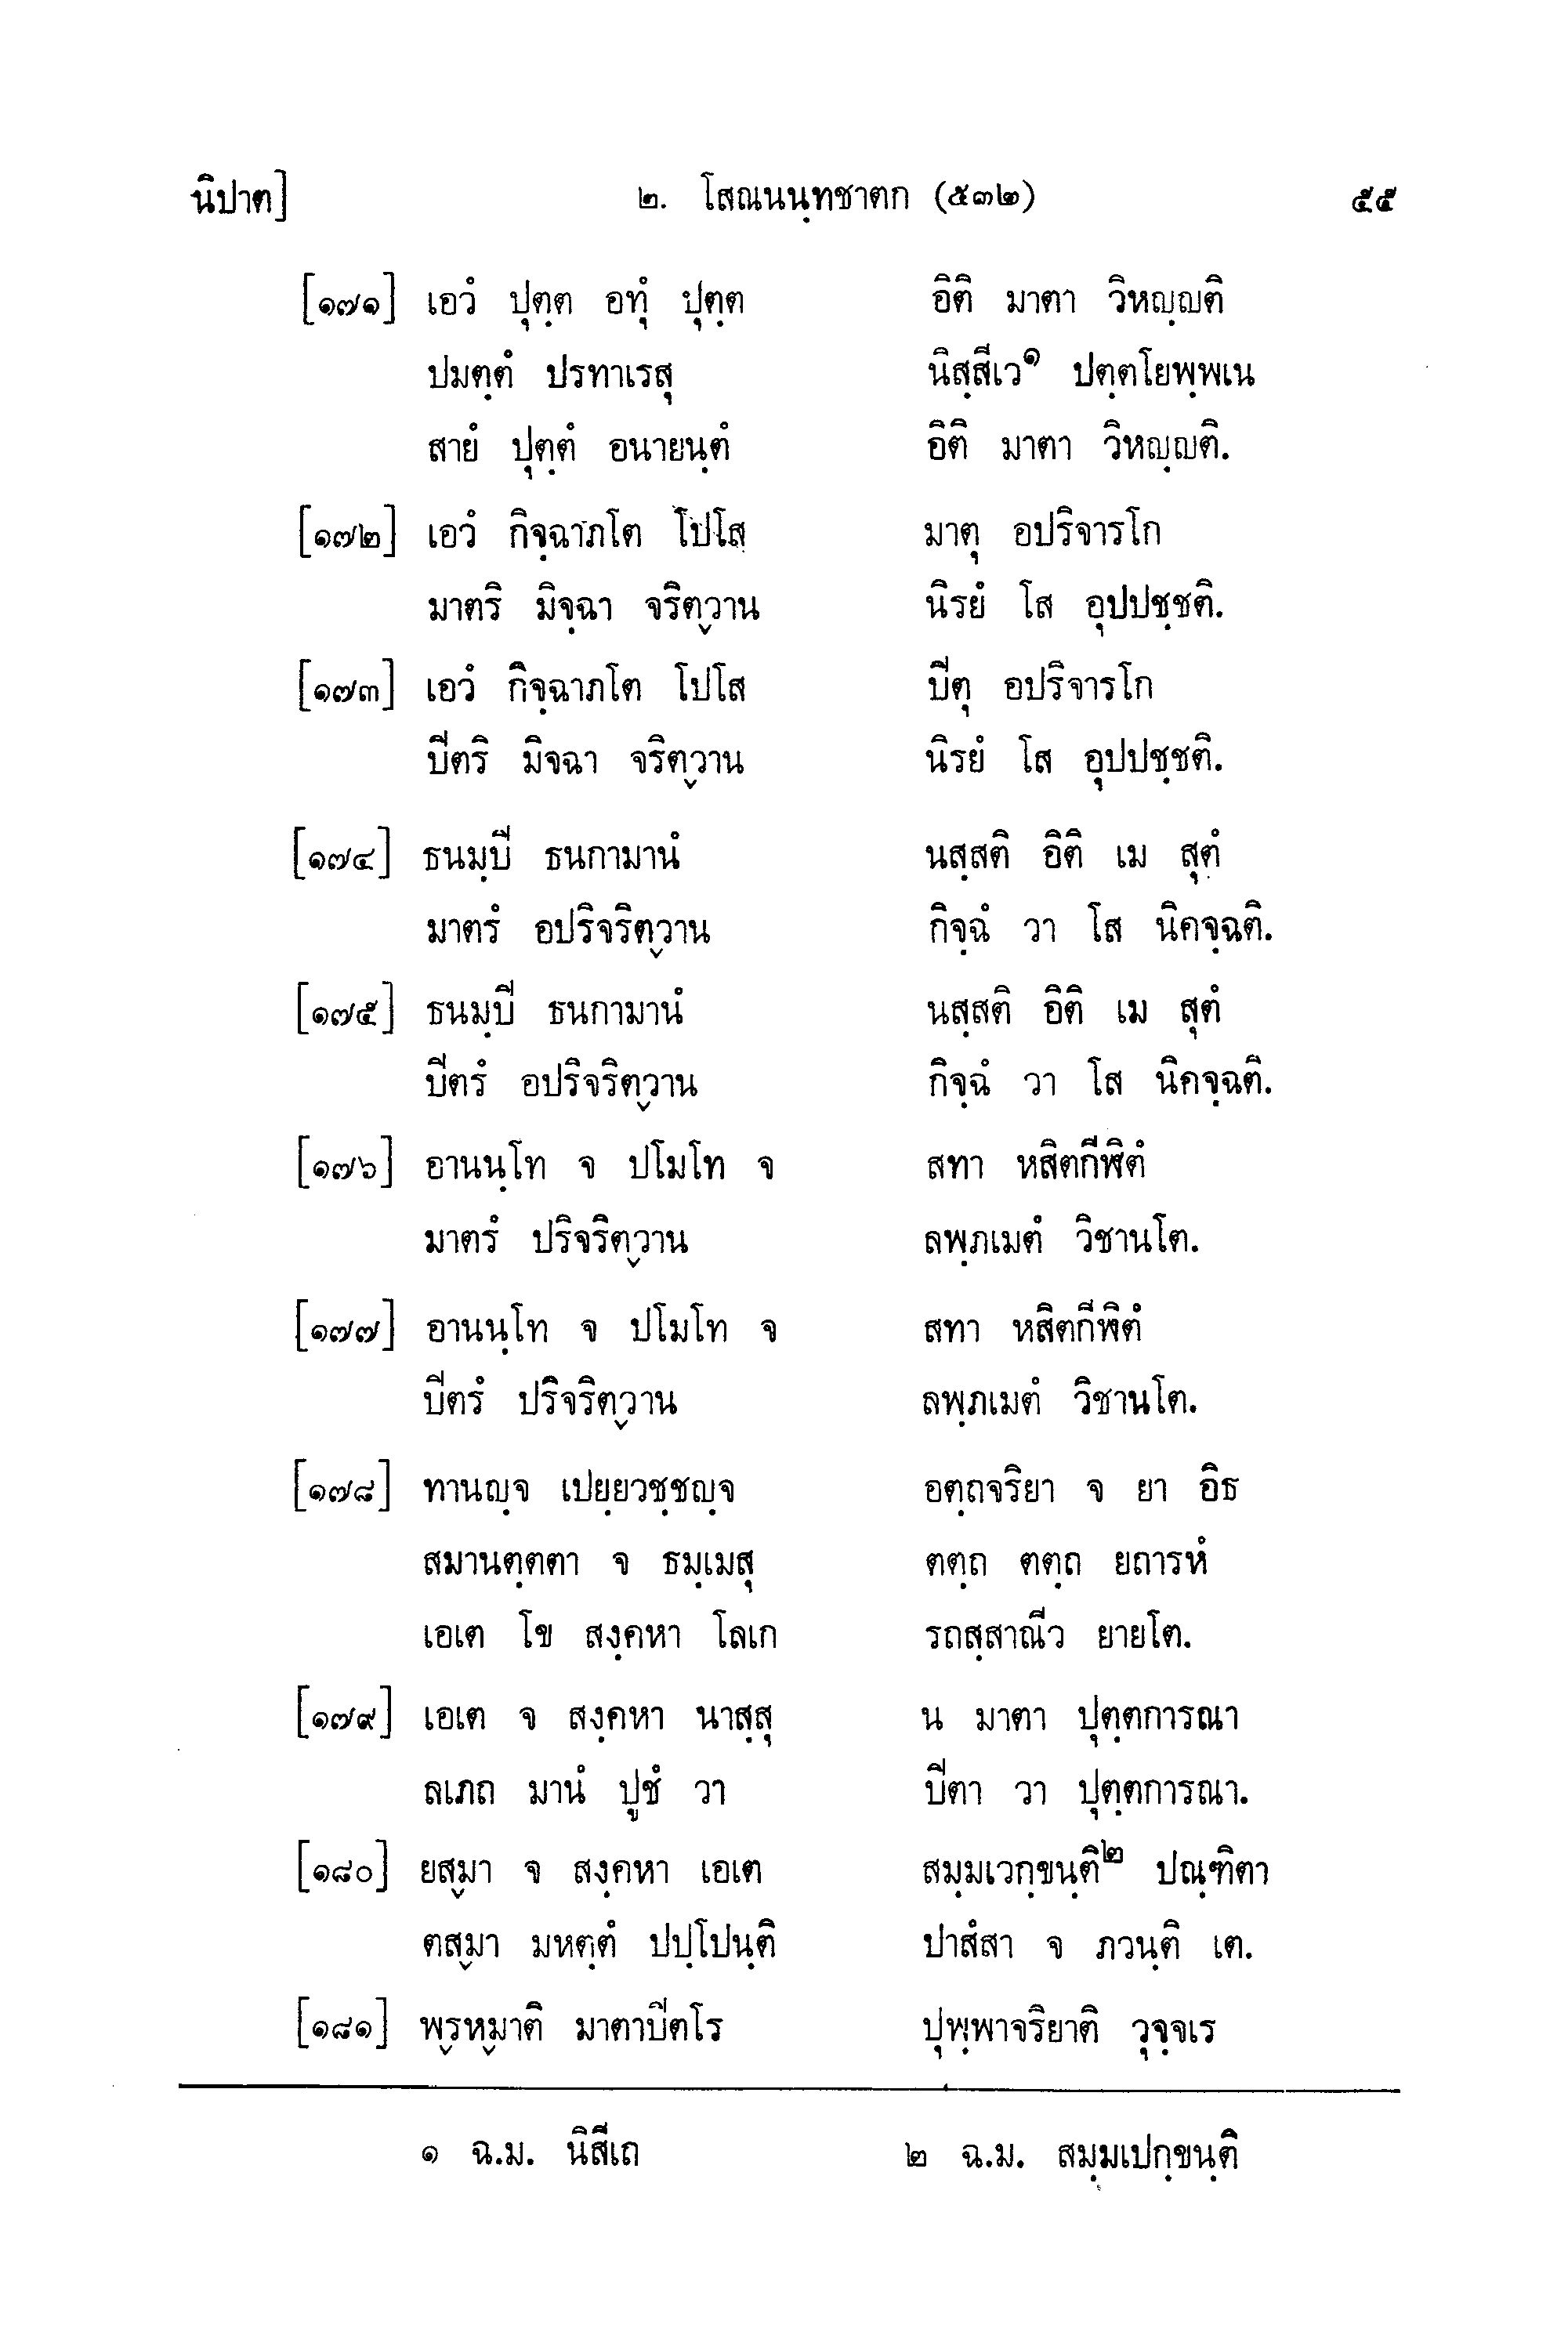 นิปาต] ๒. โสณนนฺทชาตก (๕๓๒) ๕๕
[๑๗๑] เอวํ ปุตฺต อทุํ ปุตฺต อิติ มาตา วิหญฺญติ
ปมตฺตํ ปรทาเรสุ นิสฺสีเว๑ ปตฺตโยพฺพเน
สายํ ปุตฺตํ อนายนฺตํ อิติ มาตา วิหญฺญติ.
[๑๗๒] เอวํ กิจฺฉาภโต โปโส มาตุ อปริจารโก
มาตริ มิจฺฉา จริตฺวาน นิรยํ โส อุปปชฺชติ.
[๑๗๓] เอวํ กิจฺฉาภโต โปโส ปีตุ อปริจารโก
ปีตริ มิจฉา จริตฺวาน นิรยํ โส อุปปชฺชติ.
[๑๗๔] ธนมฺปี ธนกามานํ นสฺสติ อิติ เม สุตํ
มาตรํ อปริจริตฺวาน กิจฺฉํ วา โส นิคจฺฉติ.
[๑๗๕] ธนมฺปี ธนกามานํ นสฺสติ อิติ เม สุตํ
ปีตรํ อปริจริตฺวาน กิจฺฉํ วา โส นิคจฺฉติ.
[๑๗๖] อานนฺโท จ ปโมโท จ สทา หสิตกีฬิตํ
มาตรํ ปริจริตฺวาน ลพฺภเมตํ วิชานโต.
[๑๗๗] อานนฺโท จ ปโมโท จ สทา หสิตกีฬิตํ
ปีตรํ ปริจริตฺวาน ลพฺภเมตํ วิชานโต.
[๑๗๘] ทานญฺจ เปยฺยวชฺชญฺจ อตฺถจริยา จ ยา อิธ
สมานตฺตตา จ ธมฺเมสุ ตตฺถ ตตฺถ ยถารหํ
เอเต โข สงฺคหา โลเก รถสฺสาณีว ยายโต.
[๑๗๙] เอเต จ สงฺคหา นาสฺสุ น มาตา ปุตฺตการณา
ลเภถ มานํ ปูชํ วา ปีตา วา ปุตฺตการณา.
[๑๘๐] ยสฺมา จ สงฺคหา เอเต สมฺมเวกฺขนฺติ๒ ปณฺฑิตา
ตสฺมา มหตฺตํ ปปฺโปนฺติ ปาสํสา จ ภวนฺติ เต.
[๑๘๑] พฺรหฺมาติ มาตาปีตโร ปุพฺพาจริยาติ วุจฺจเร
๑ ฉ.ม. นิสีเถ ๒ ฉ.ม. สมฺมเปกฺขนฺติ